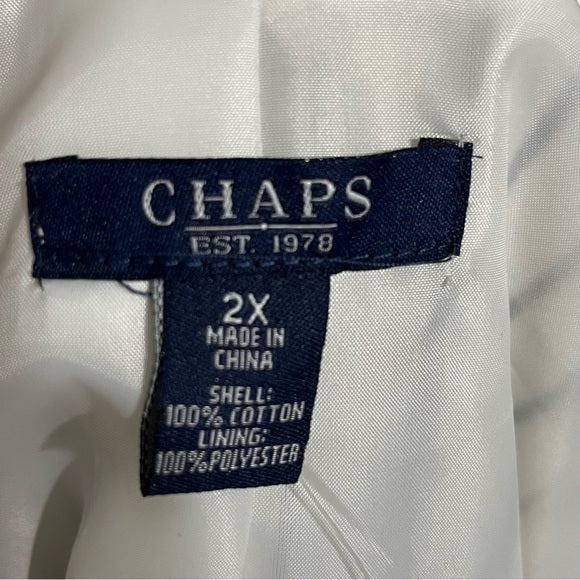 CHAPS
EST. 1978
2X
MADE IN
CHINA
SHELL:
100% COTTON
LINING:
100% POLYESTER